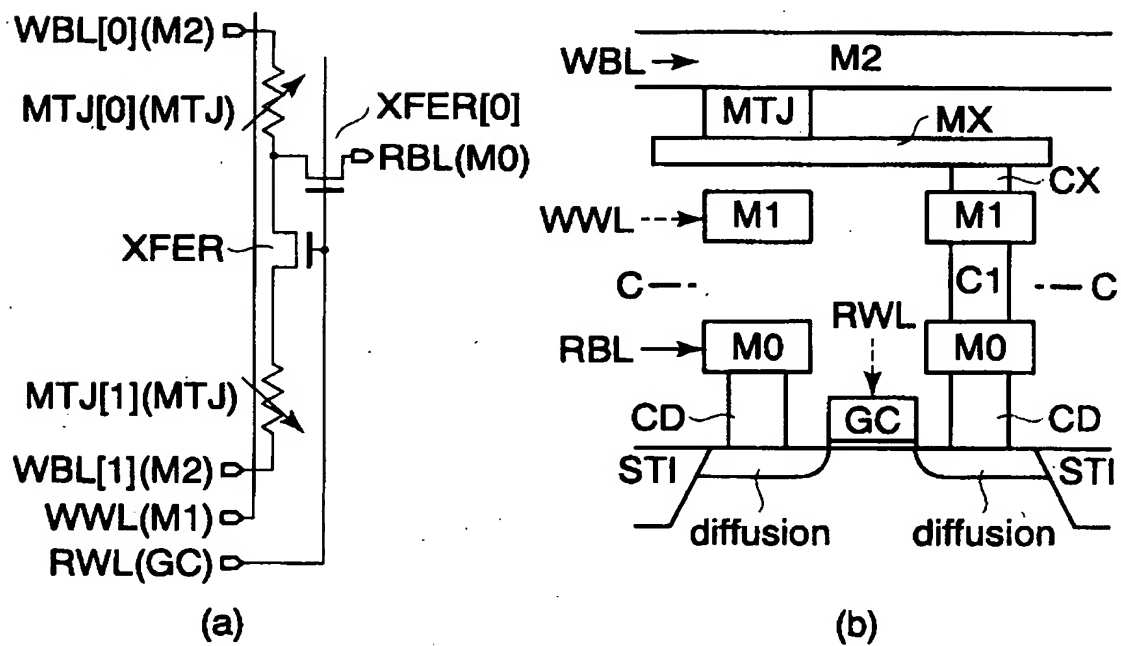 WBL[0](M2)
MTJ[0](MTJ)
XFER[0]
RBL(M0)
XFER
MTJ[1](MTJ)
WBL[1](M2)
WWL(M1)
RWL(GC)
(a)
WBL
M2
MTJ
MX
CX
WWL
M1
M1
C
C1
C
RWL
RBL
M0
M0
CD
GC
CD
STI
STI
diffusion
diffusion
(b)